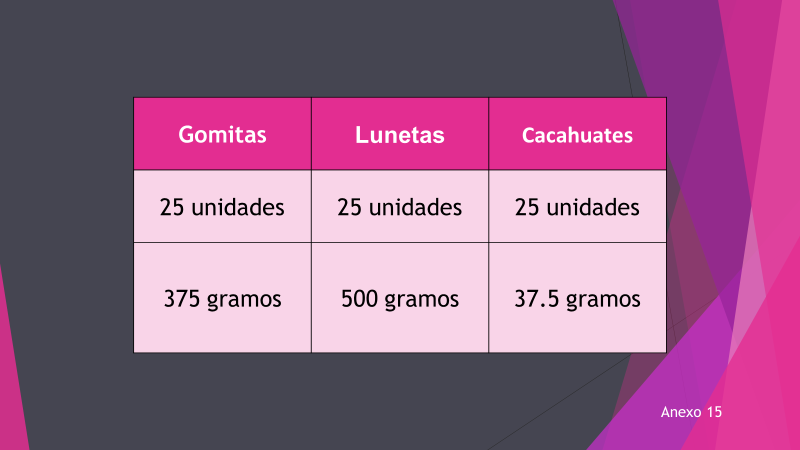 Gomitas Lunetas Cacahuates
25 unidades 25 unidades 25 unidades
375 gramos 500 gramos 37.5 gramos
Anexo 15